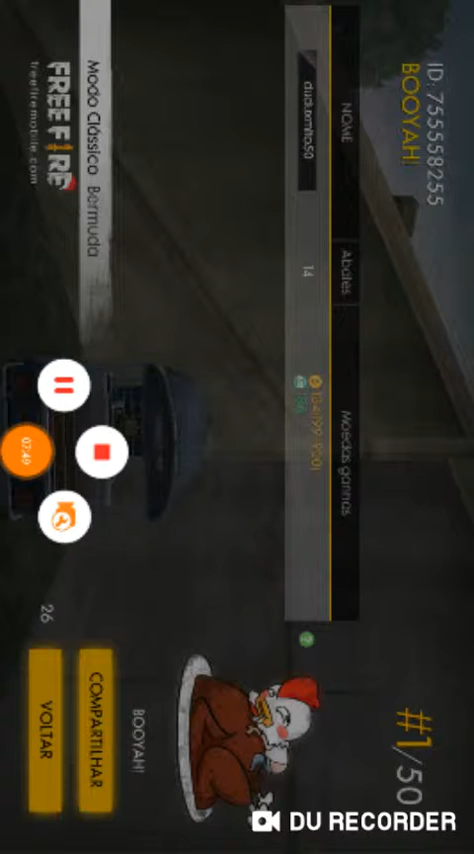 ID: 755558255
BOOYAH!
#1/50
NOME
Abates
Moedas ganhas
14
BOOYAH!
Modo Clássico Bermuda
FREE FIRE
freefiremobile.com
07:49
26
COMPARTILHAR
VOLTAR
DU RECORDER